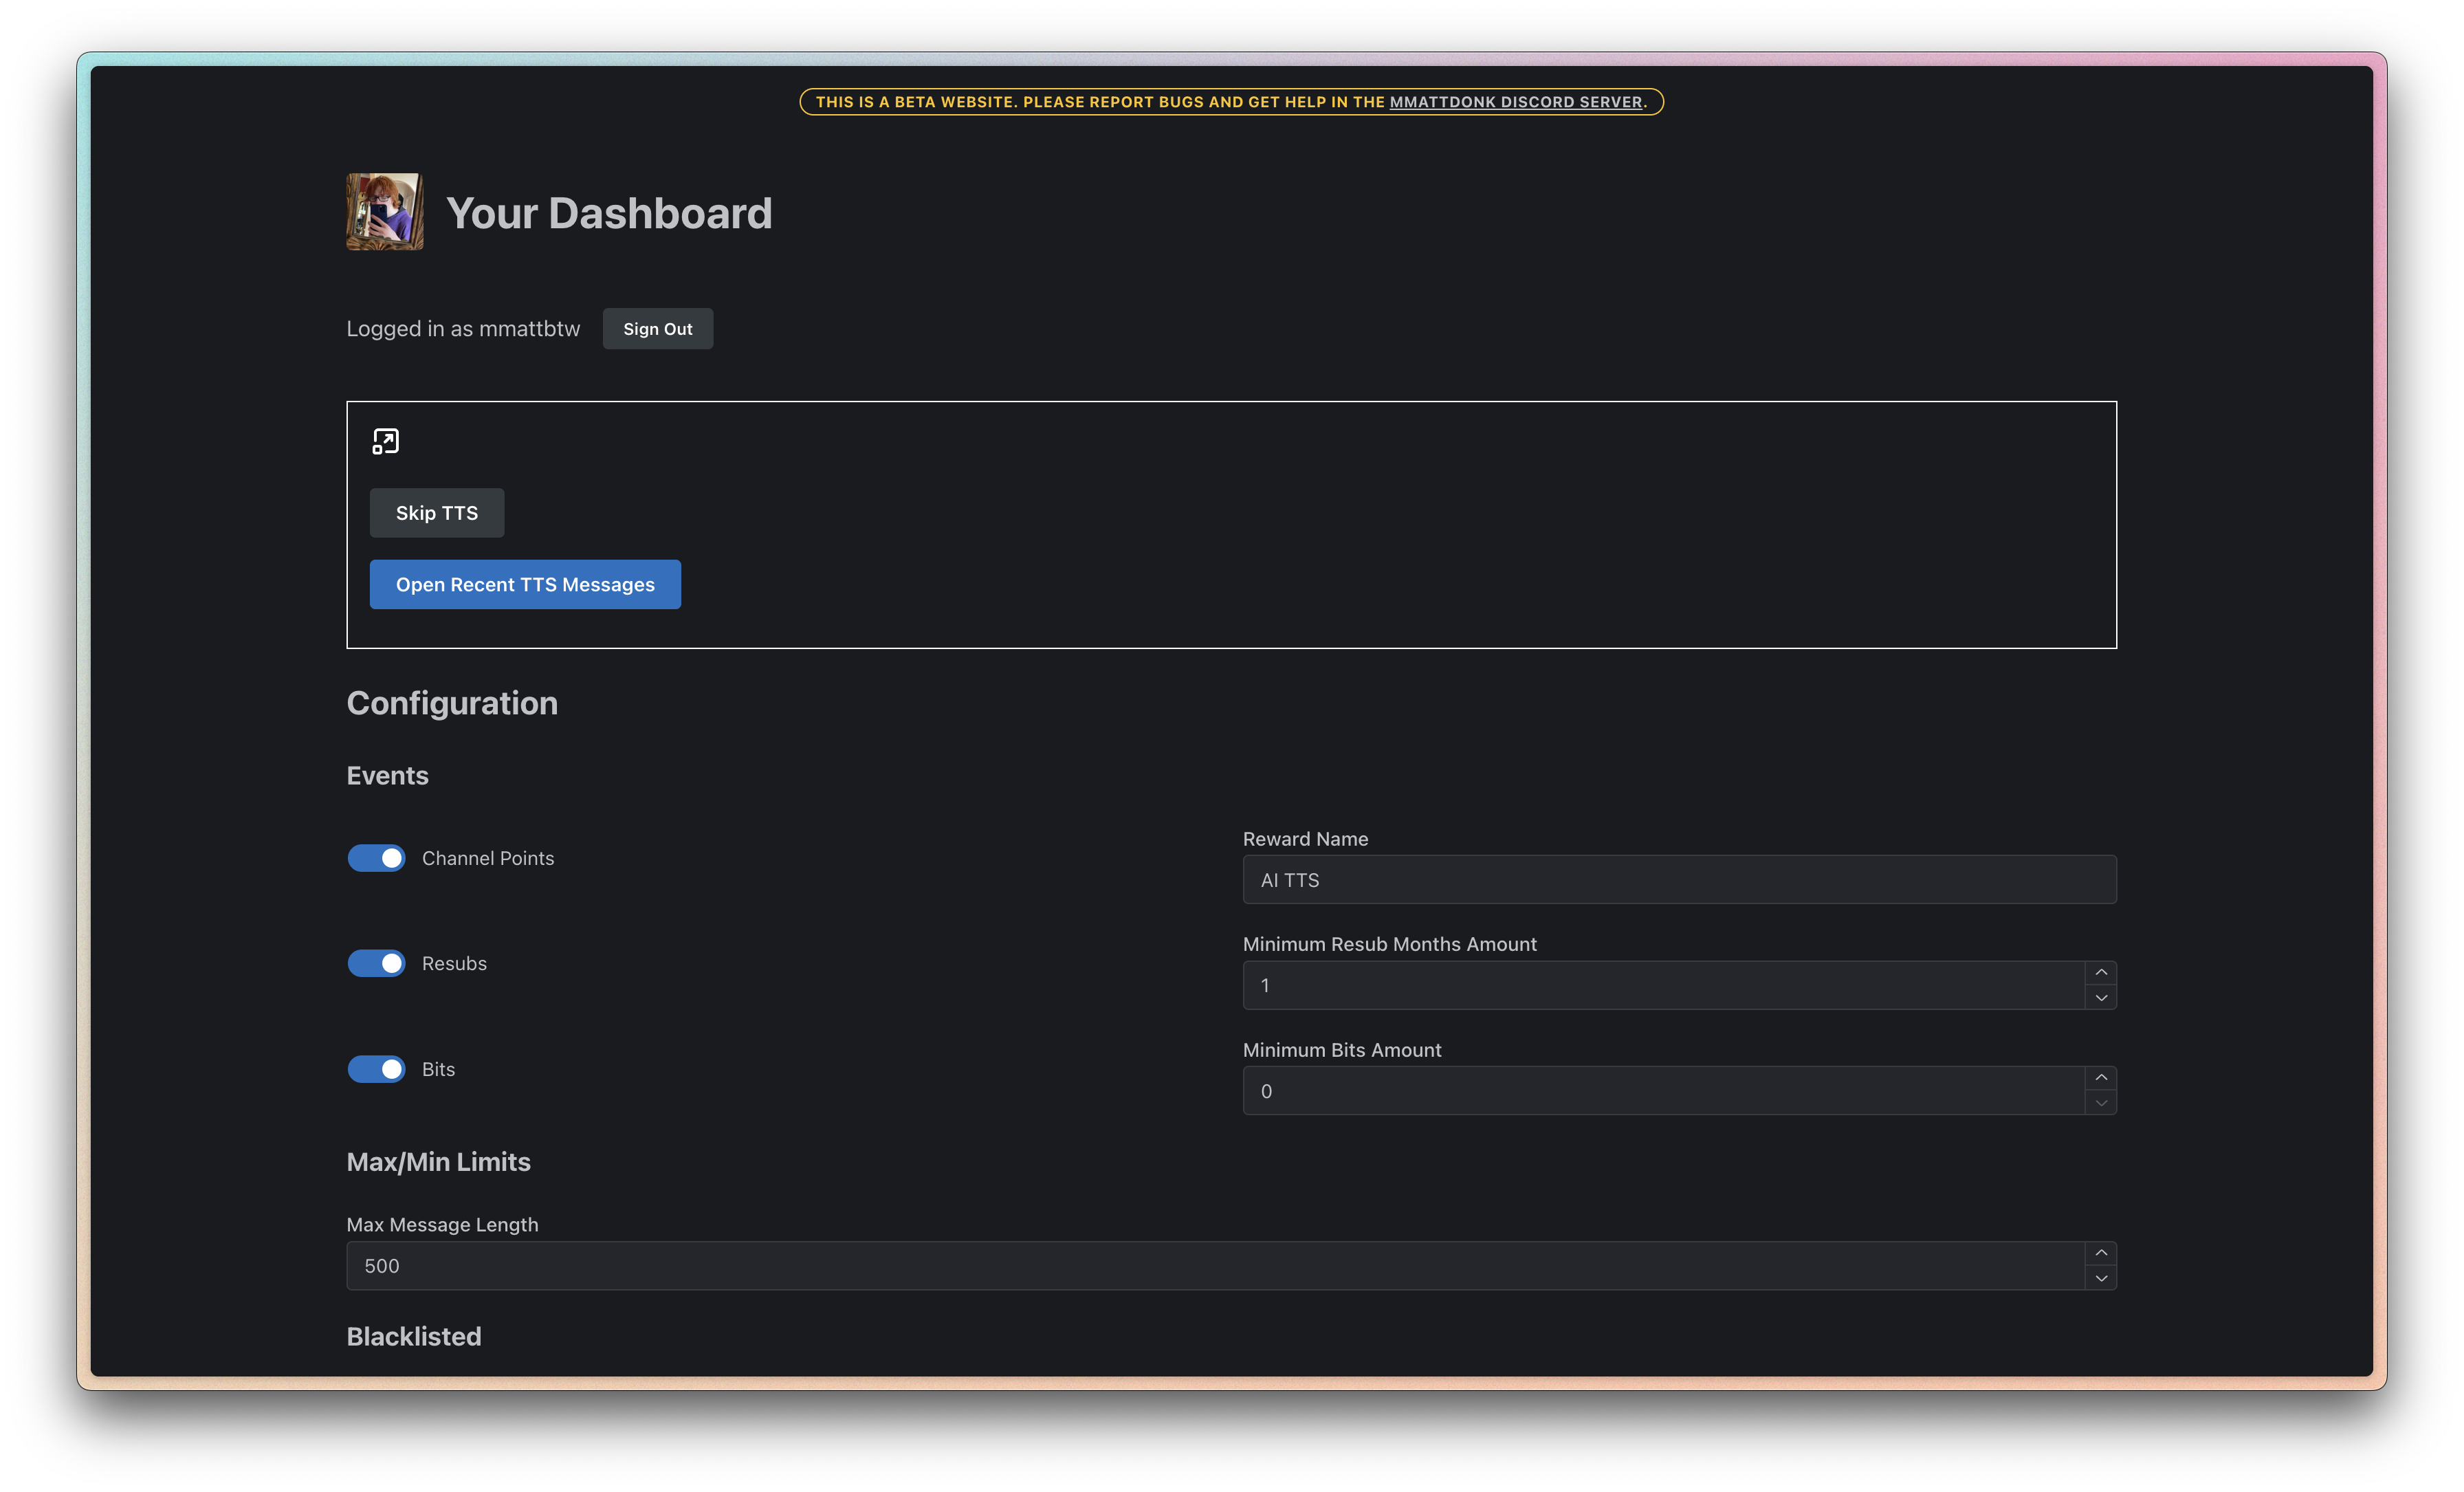 THIS IS A BETA WEBSITE. PLEASE REPORT BUGS AND GET HELP IN THE MMATTDONK DISCORD SERVER.
Your Dashboard
Logged in as mmattbtw
Sign Out
Skip TTS
Open Recent TTS Messages
Configuration
Events
Channel Points
Reward Name
AI TTS
Resubs
Minimum Resub Months Amount
1
Bits
Minimum Bits Amount
0
Max/Min Limits
Max Message Length
500
Blacklisted